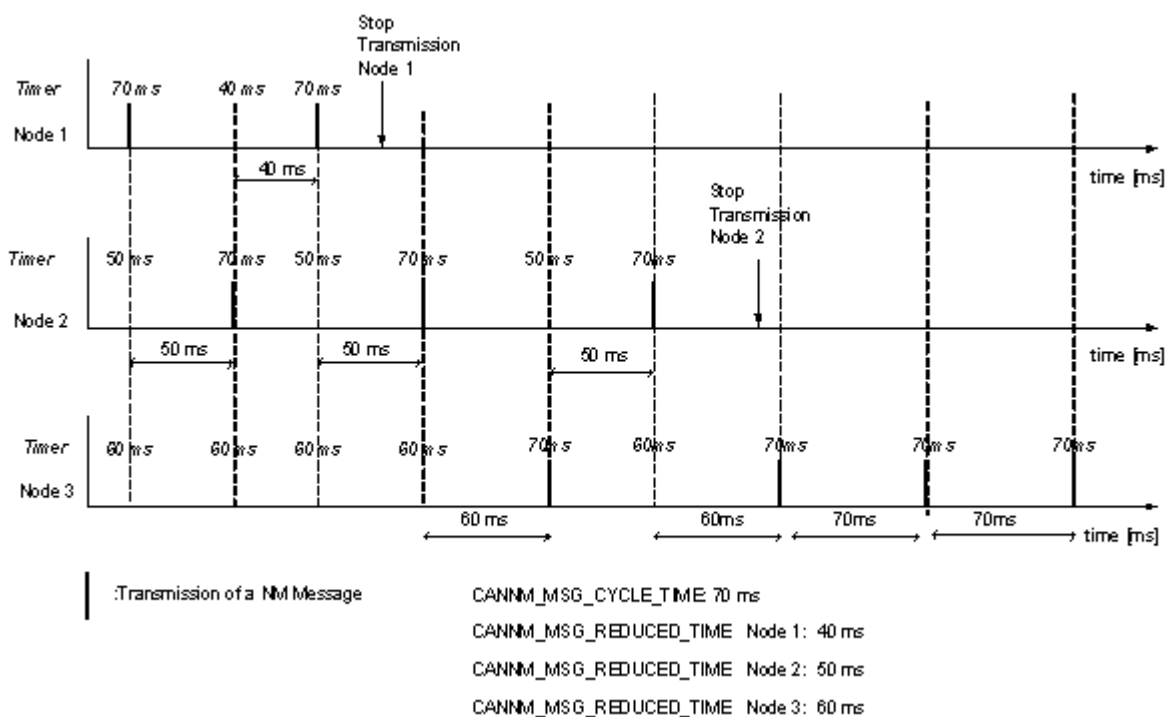 Stop
Transmission
Node 1
Timer 70 ms 40 ms 70 ms
Node 1
40 ms
time [ms]
Stop
Transmission
Node 2
Timer 50 ms 70 ms 50 ms 70 ms 50 ms 70 ms
Node 2
50 ms 50 ms 50 ms
time [ms]
Timer 60 ms 60 ms 60 ms 60 ms 70 ms 60 ms 70 ms 70 ms 70 ms
Node 3
60 ms 60ms 70ms 70ms
time [ms]
:Transmission of a NM Message
CANNM_MSG_CYCLE_TIME: 70 ms
CANNM_MSG_REDUCED_TIME Node 1: 40 ms
CANNM_MSG_REDUCED_TIME Node 2: 50 ms
CANNM_MSG_REDUCED_TIME Node 3: 60 ms